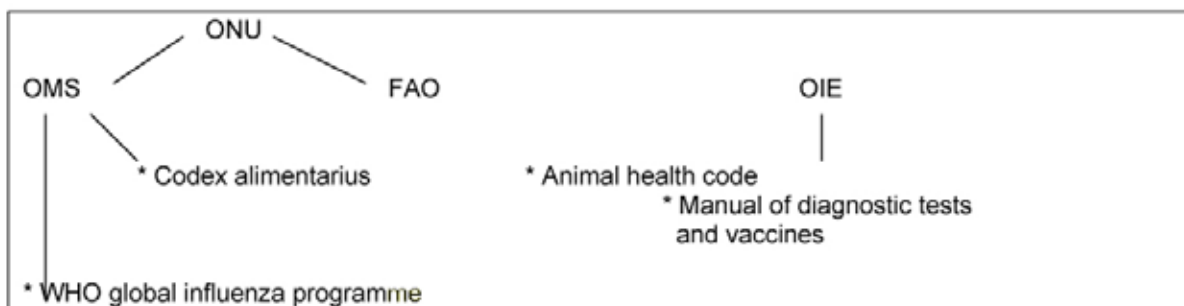 ONU
OMS FAO OIE
* Codex alimentarius * Animal health code
* Manual of diagnostic tests
and vaccines
* WHO global influenza programme